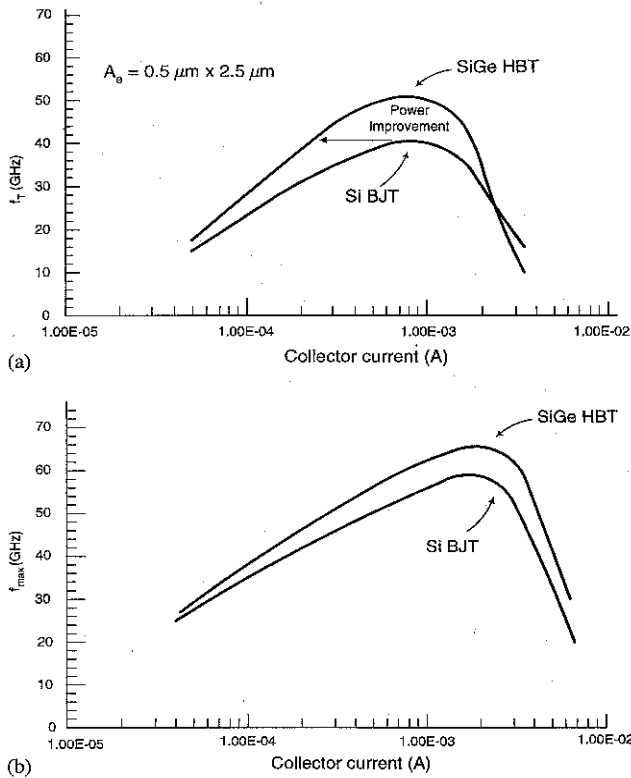 (a)
A_e = 0.5 μm x 2.5 μm
SiGe HBT
Power
Improvement
Si BJT
f_T (GHz)
70
60
50
40
30
20
10
0
1.00E-05
1.00E-04
1.00E-03
1.00E-02
Collector current (A)
(b)
SiGe HBT
Si BJT
f_max (GHz)
70
60
50
40
30
20
10
0
1.00E-05
1.00E-04
1.00E-03
1.00E-02
Collector current (A)